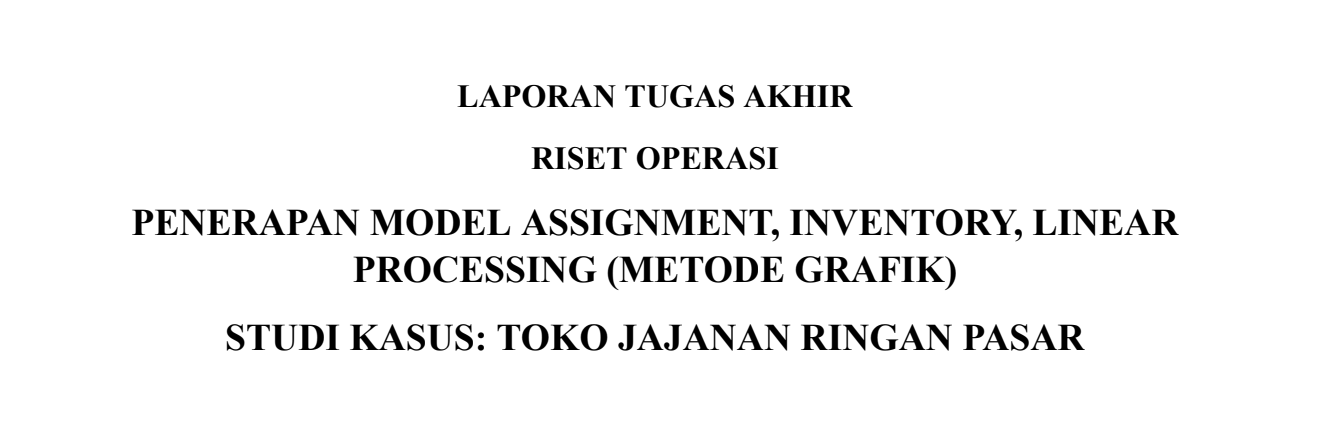 LAPORAN TUGAS AKHIR
RISET OPERASI
PENERAPAN MODEL ASSIGNMENT, INVENTORY, LINEAR
PROCESSING (METODE GRAFIK)
STUDI KASUS: TOKO JAJANAN RINGAN PASAR